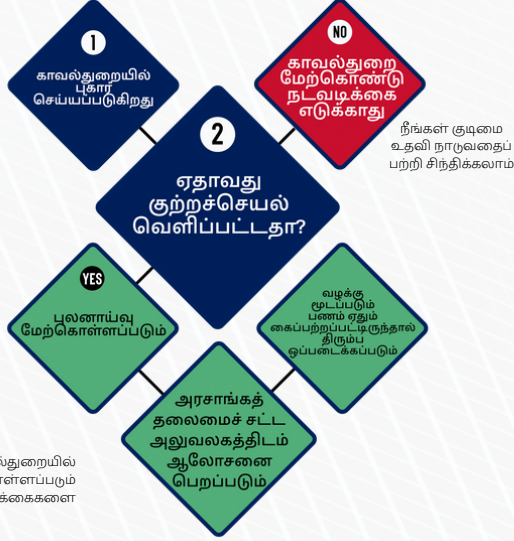 1
காவல்துறையில்
புகார்
செய்யப்படுகிறது
NO
காவல்துறை
மேற்கொண்டு
நடவடிக்கை
எடுக்காது
நீங்கள் குடிமை
உதவி நாடுவதைப்
பற்றி சிந்திக்கலாம்
2
ஏதாவது
குற்றச்செயல்
வெளிப்பட்டதா?
YES
புலனாய்வு
மேற்கொள்ளப்படும்
வழக்கு
மூடப்படும்
பணம் ஏதும்
கைப்பற்றப்பட்டிருந்தால்
திரும்ப
ஒப்படைக்கப்படும்
அரசாங்கத்
தலைமைச் சட்ட
அலுவலகத்திடம்
ஆலோசனை
பெறப்படும்